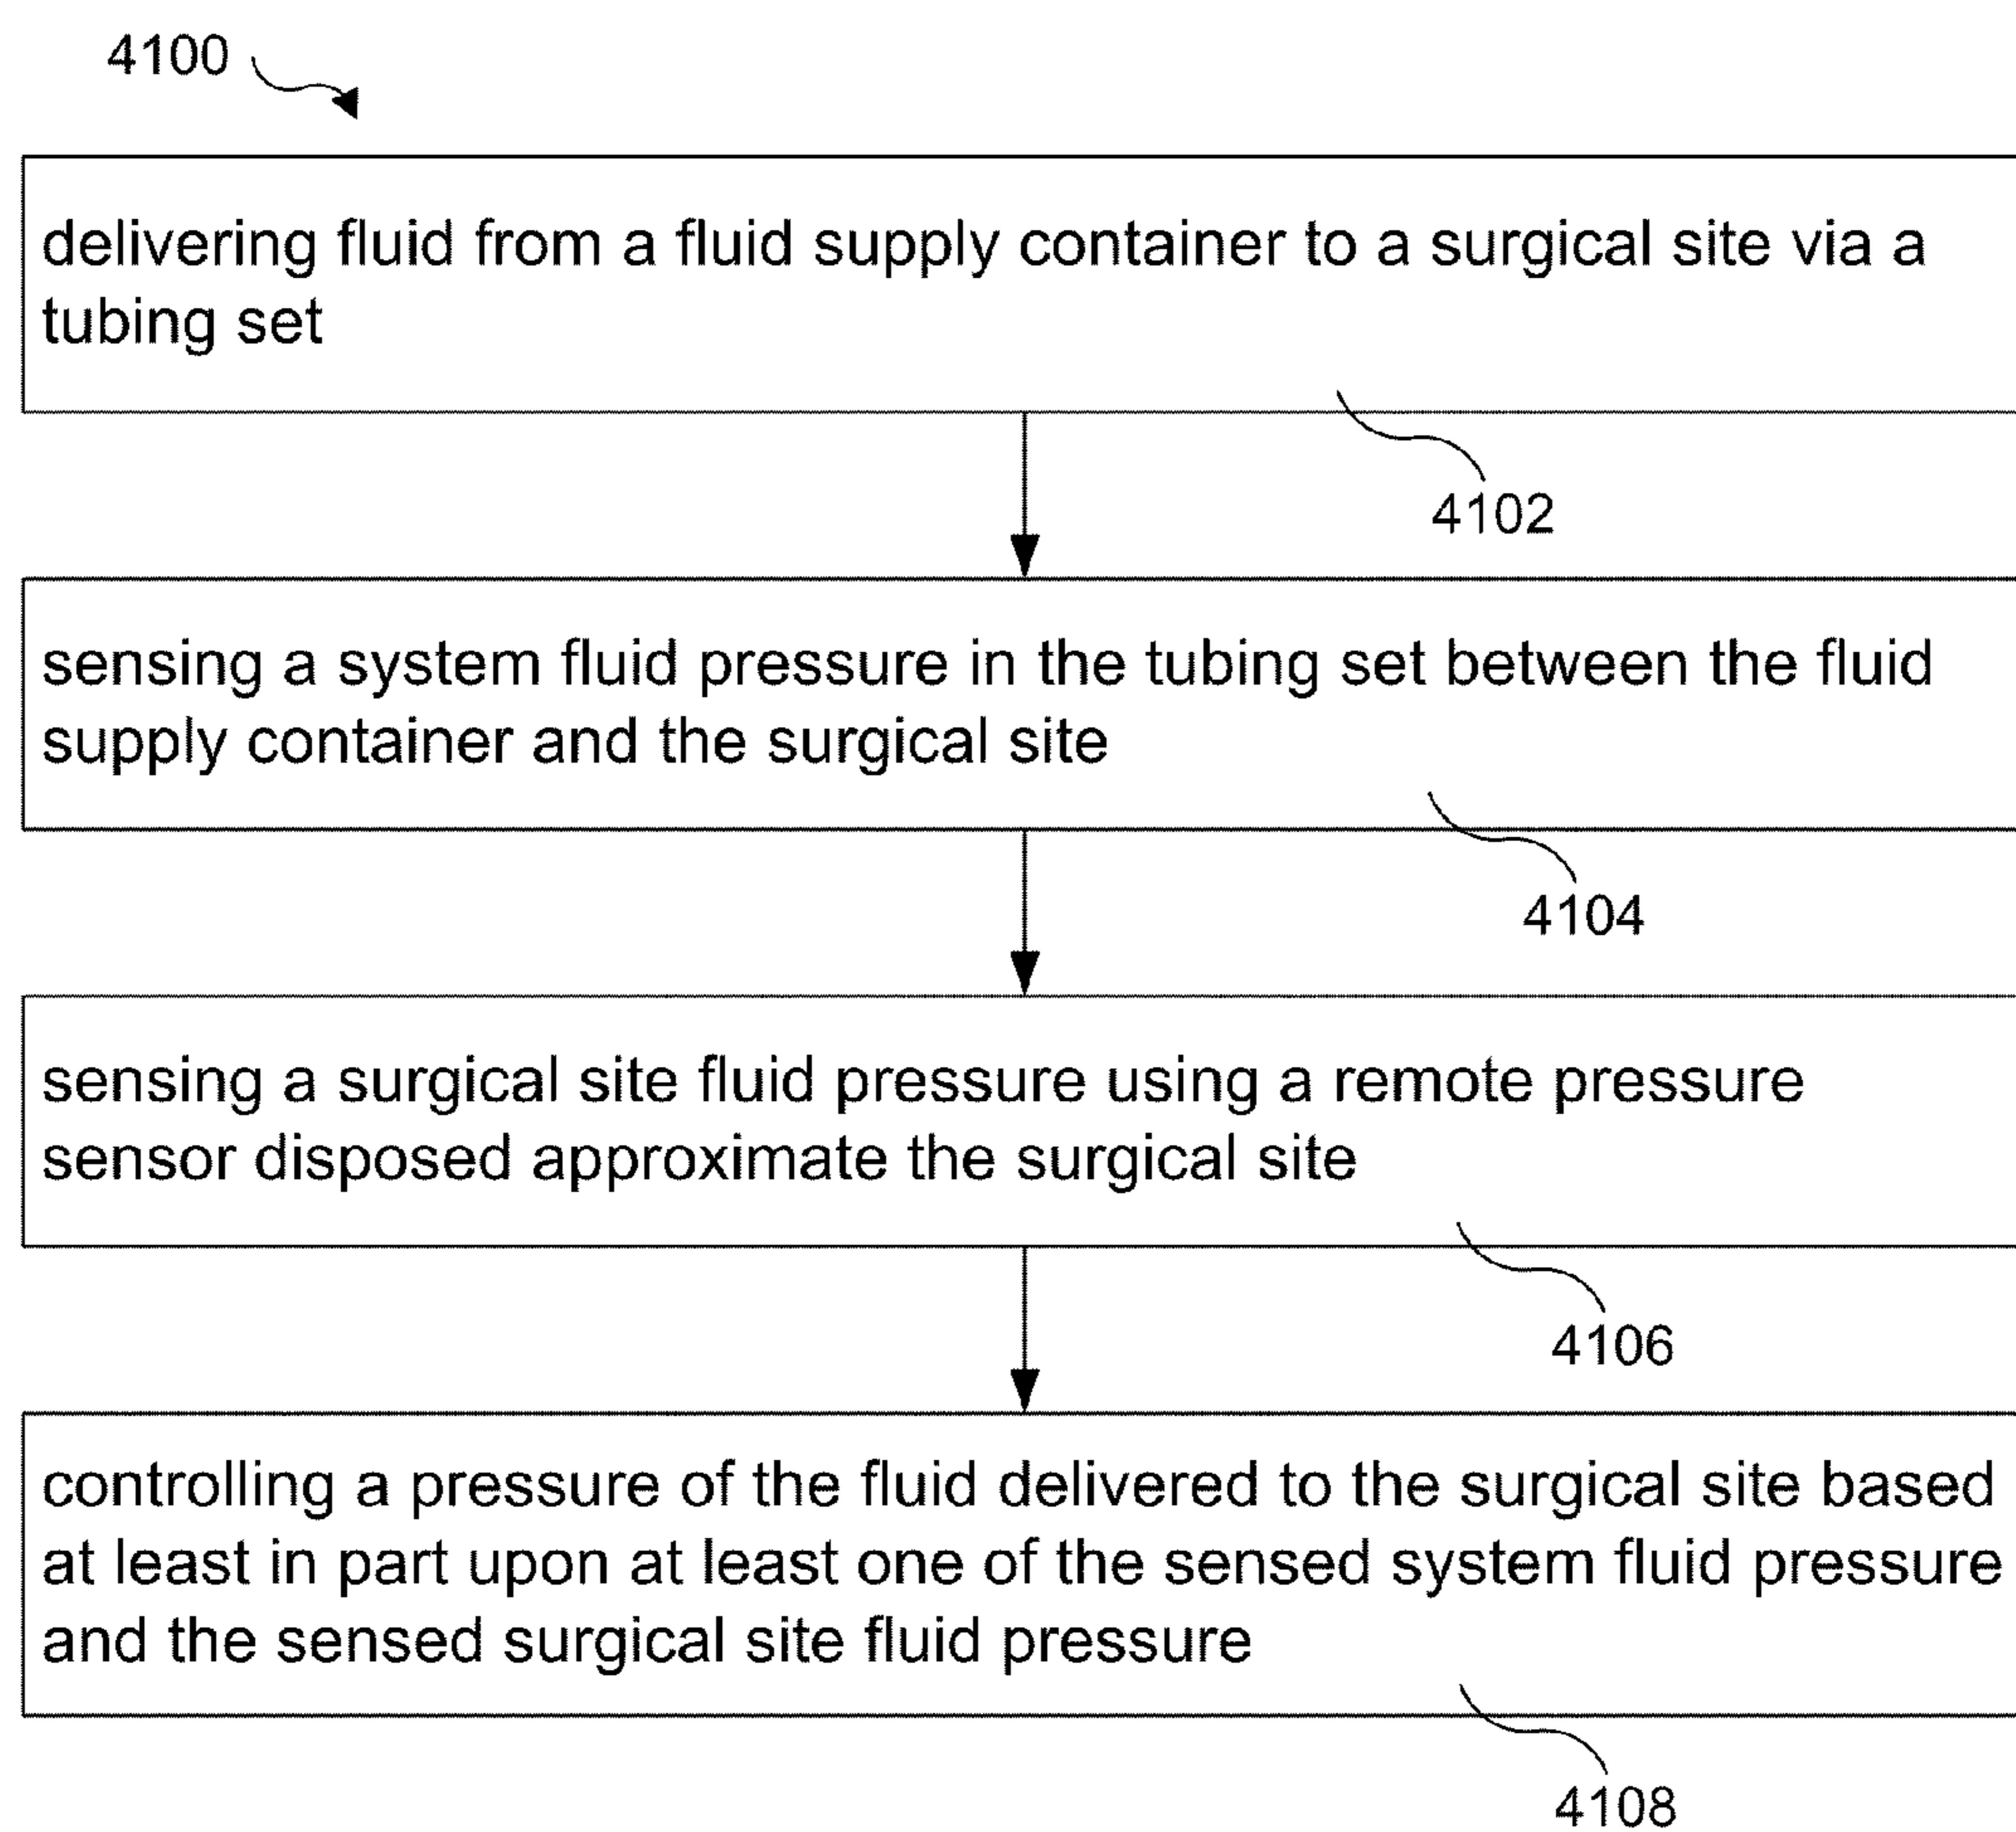 4100
delivering fluid from a fluid supply container to a surgical site via a
tubing set
4102
sensing a system fluid pressure in the tubing set between the fluid
supply container and the surgical site
4104
sensing a surgical site fluid pressure using a remote pressure
sensor disposed approximate the surgical site
4106
controlling a pressure of the fluid delivered to the surgical site based
at least in part upon at least one of the sensed system fluid pressure
and the sensed surgical site fluid pressure
4108